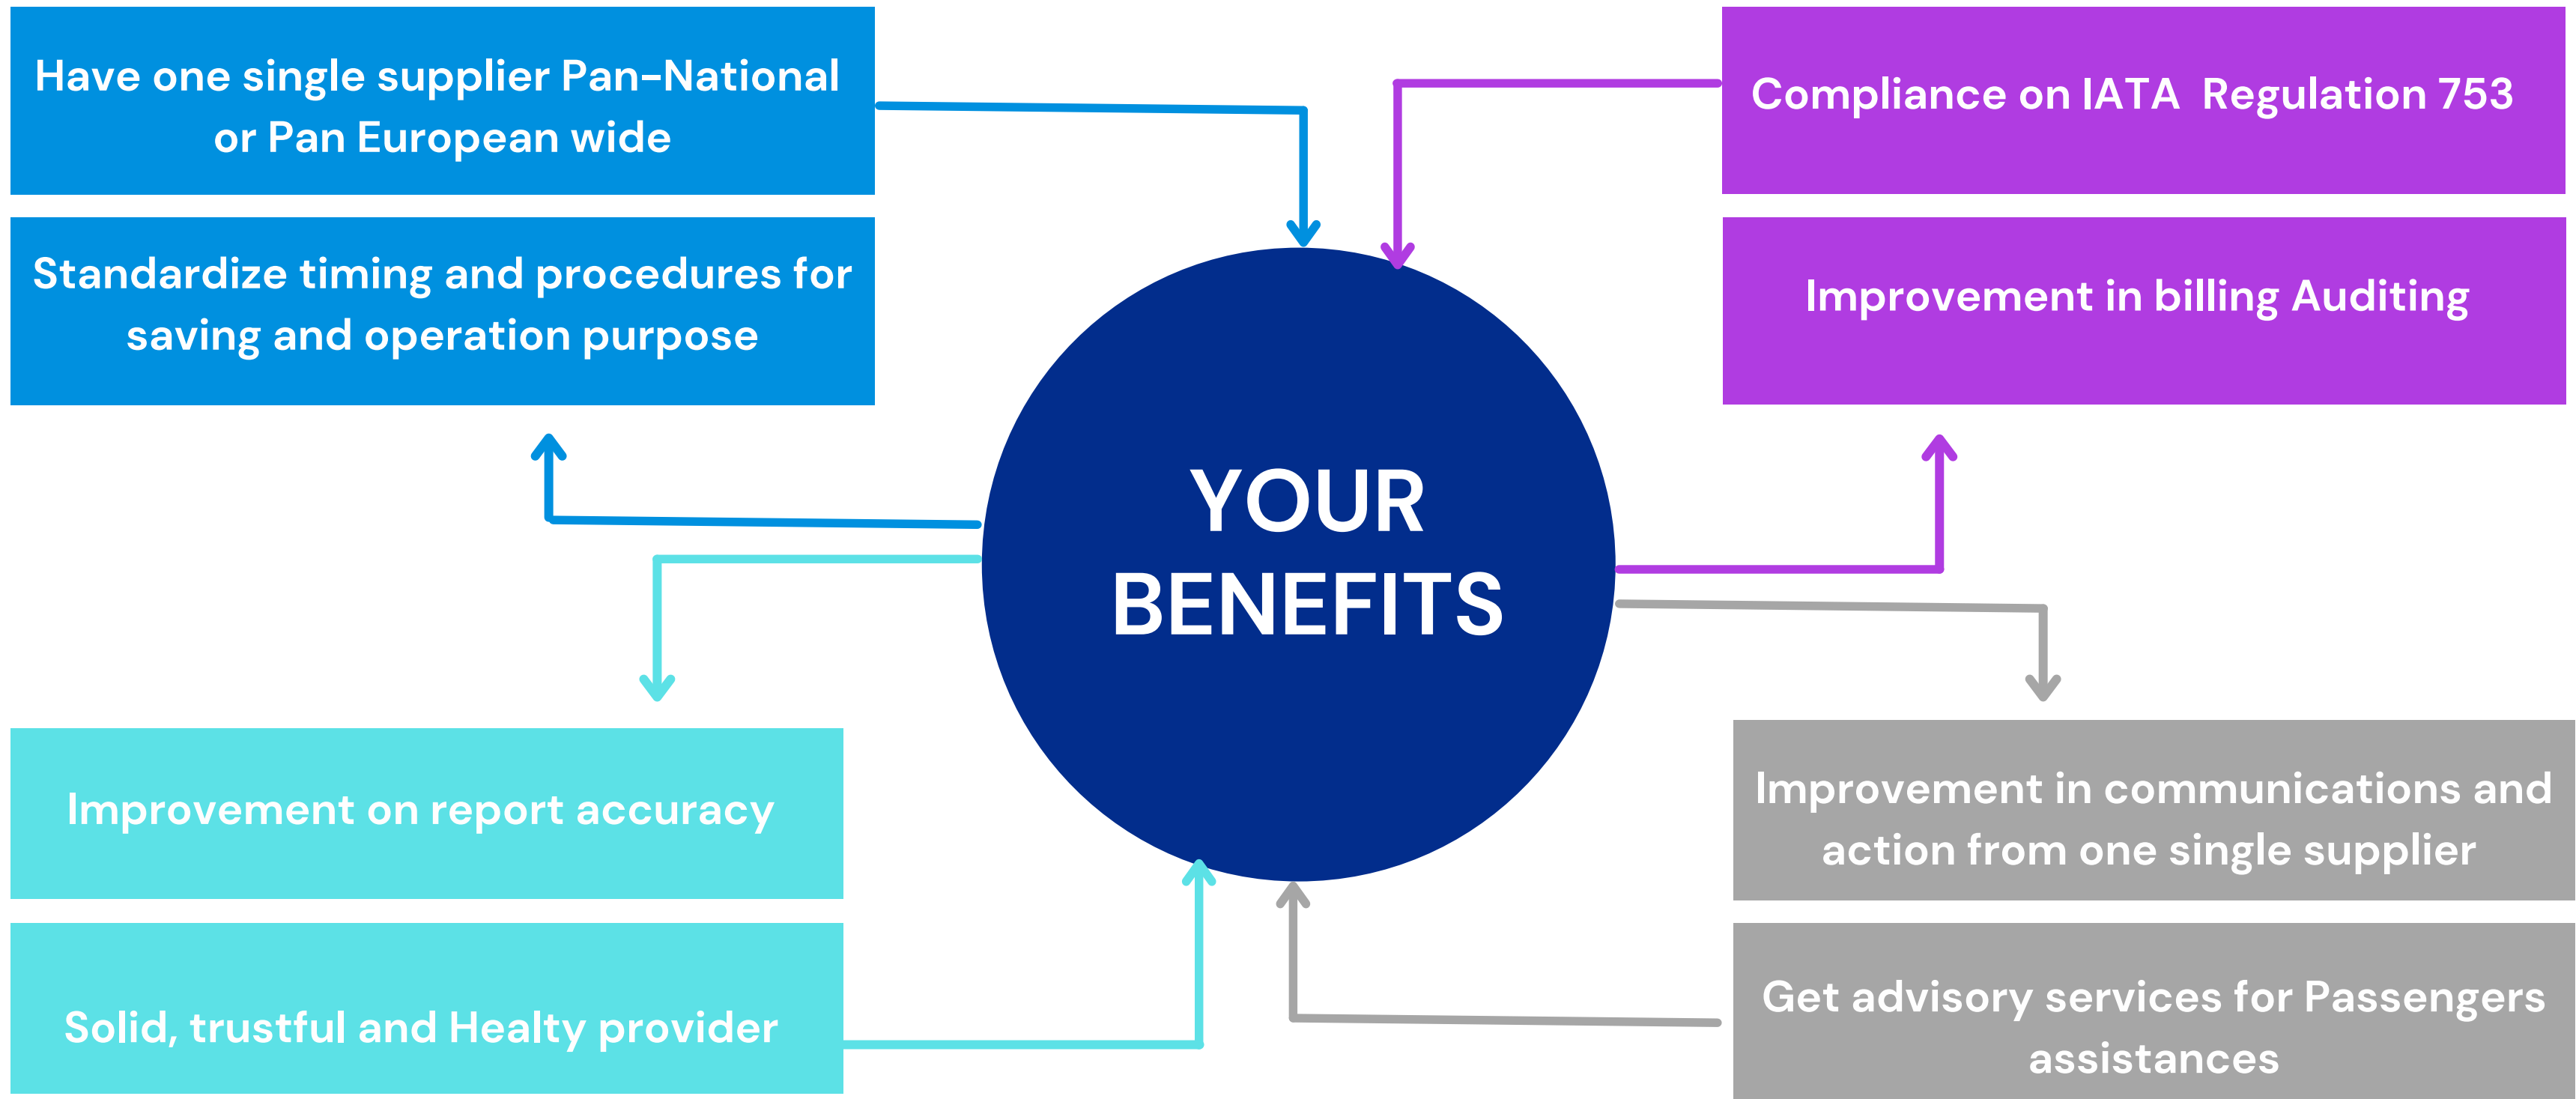 Have one single supplier Pan-National
or Pan European wide
Standardize timing and procedures for
saving and operation purpose
Compliance on IATA Regulation 753
Improvement in billing Auditing
YOUR
BENEFITS
Improvement on report accuracy
Solid, trustful and Healty provider
Improvement in communications and
action from one single supplier
Get advisory services for Passengers
assistances